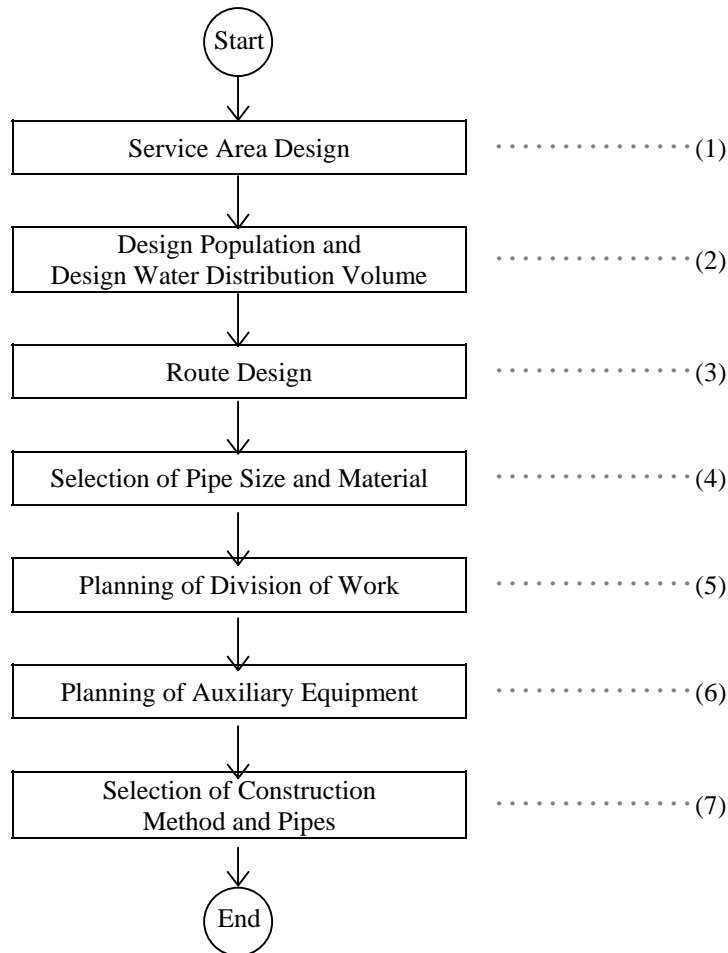 Start
Service Area Design
(1)
Design Population and
Design Water Distribution Volume
(2)
Route Design
(3)
Selection of Pipe Size and Material
(4)
Planning of Division of Work
(5)
Planning of Auxiliary Equipment
(6)
Selection of Construction
Method and Pipes
(7)
End